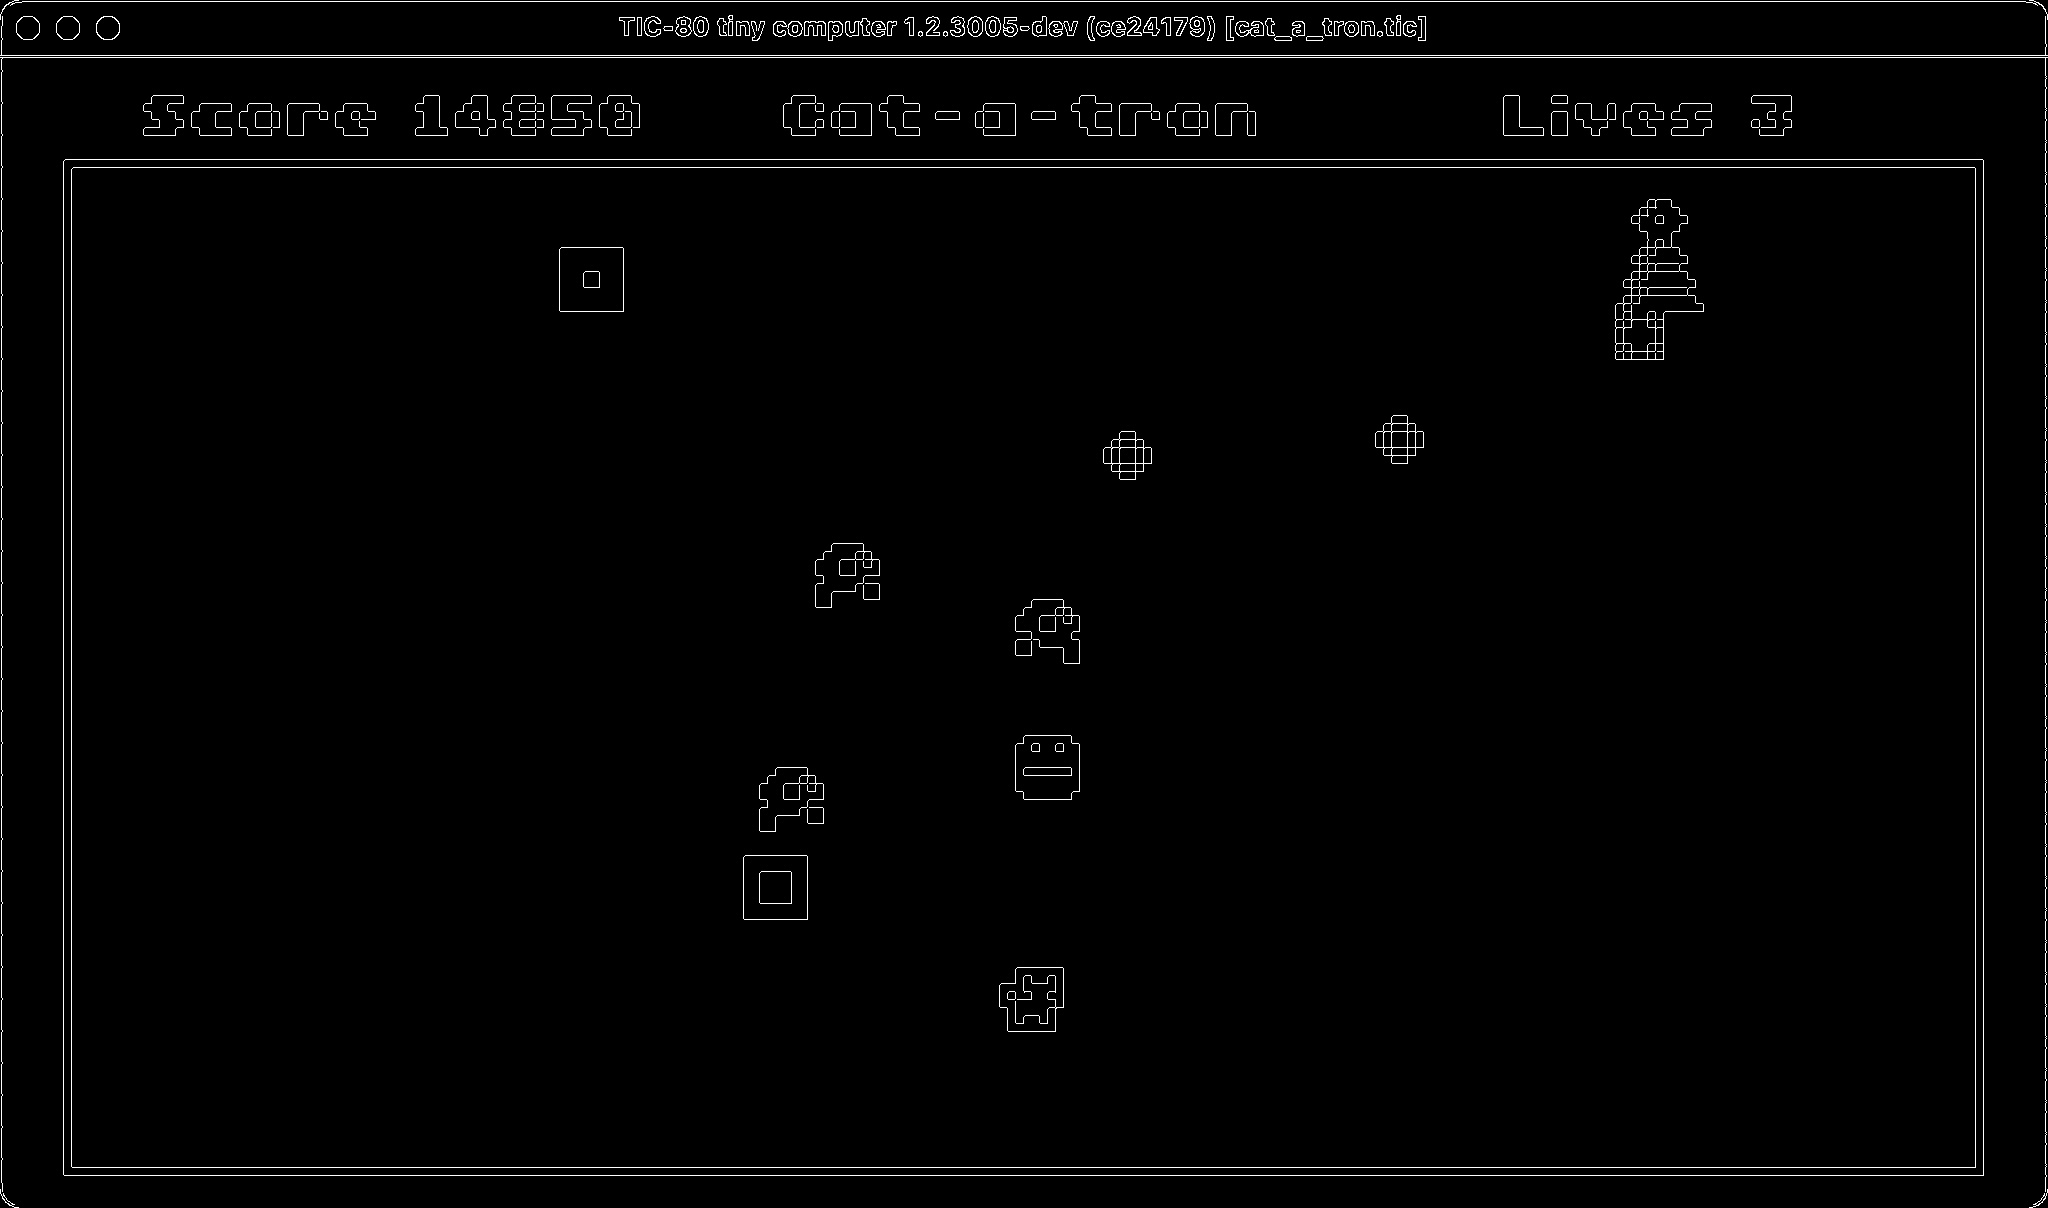 TIC-80 tiny computer 1.2.3005-dev (ce24179) [cat_a_tron.tic]
Score 14850 Cat-a-tron Lives 3